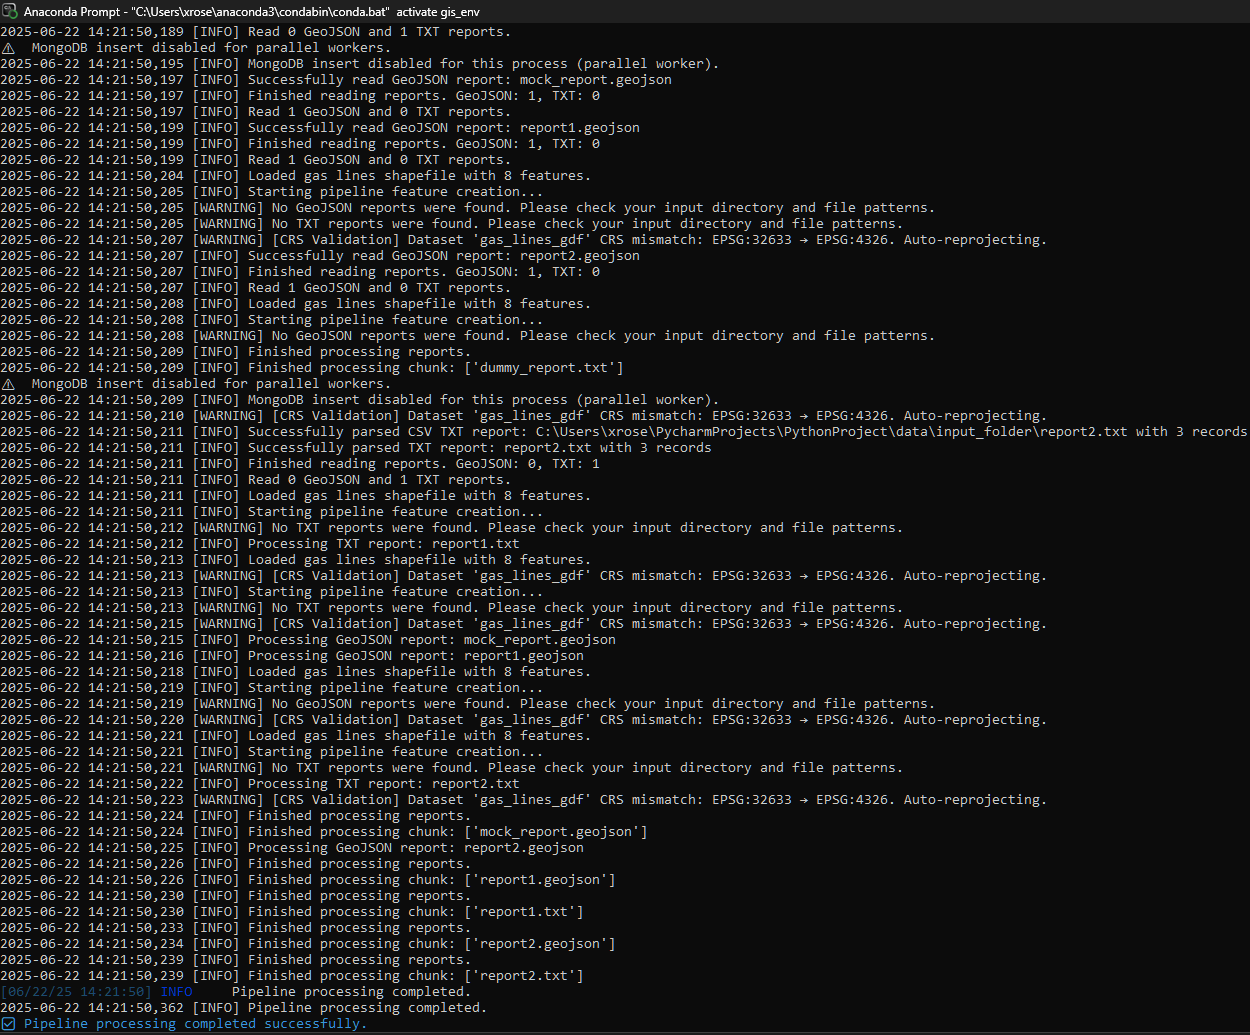 Anaconda Prompt - "C:\Users\xrose\anaconda3\condabin\conda.bat" activate gis_env
2025-06-22 14:21:50,189 [INFO] Read 0 GeoJSON and 1 TXT reports.
⚠ MongoDB insert disabled for parallel workers.
2025-06-22 14:21:50,195 [INFO] MongoDB insert disabled for this process (parallel worker).
2025-06-22 14:21:50,197 [INFO] Successfully read GeoJSON report: mock_report.geojson
2025-06-22 14:21:50,197 [INFO] Finished reading reports. GeoJSON: 1, TXT: 0
2025-06-22 14:21:50,197 [INFO] Read 1 GeoJSON and 0 TXT reports.
2025-06-22 14:21:50,199 [INFO] Successfully read GeoJSON report: report1.geojson
2025-06-22 14:21:50,199 [INFO] Finished reading reports. GeoJSON: 1, TXT: 0
2025-06-22 14:21:50,199 [INFO] Read 1 GeoJSON and 0 TXT reports.
2025-06-22 14:21:50,204 [INFO] Loaded gas lines shapefile with 8 features.
2025-06-22 14:21:50,205 [INFO] Starting pipeline feature creation...
2025-06-22 14:21:50,205 [WARNING] No GeoJSON reports were found. Please check your input directory and file patterns.
2025-06-22 14:21:50,205 [WARNING] No TXT reports were found. Please check your input directory and file patterns.
2025-06-22 14:21:50,207 [WARNING] [CRS Validation] Dataset 'gas_lines_gdf' CRS mismatch: EPSG:32633 → EPSG:4326. Auto-reprojecting.
2025-06-22 14:21:50,207 [INFO] Successfully read GeoJSON report: report2.geojson
2025-06-22 14:21:50,207 [INFO] Finished reading reports. GeoJSON: 1, TXT: 0
2025-06-22 14:21:50,207 [INFO] Read 1 GeoJSON and 0 TXT reports.
2025-06-22 14:21:50,208 [INFO] Loaded gas lines shapefile with 8 features.
2025-06-22 14:21:50,208 [INFO] Starting pipeline feature creation...
2025-06-22 14:21:50,208 [WARNING] No GeoJSON reports were found. Please check your input directory and file patterns.
2025-06-22 14:21:50,209 [INFO] Finished processing reports.
2025-06-22 14:21:50,209 [INFO] Finished processing chunk: ['dummy_report.txt']
⚠ MongoDB insert disabled for parallel workers.
2025-06-22 14:21:50,209 [INFO] MongoDB insert disabled for this process (parallel worker).
2025-06-22 14:21:50,210 [WARNING] [CRS Validation] Dataset 'gas_lines_gdf' CRS mismatch: EPSG:32633 → EPSG:4326. Auto-reprojecting.
2025-06-22 14:21:50,211 [INFO] Successfully parsed CSV TXT report: C:\Users\xrose\PycharmProjects\PythonProject\data\input_folder\report2.txt with 3 records
2025-06-22 14:21:50,211 [INFO] Successfully parsed TXT report: report2.txt with 3 records
2025-06-22 14:21:50,211 [INFO] Finished reading reports. GeoJSON: 0, TXT: 1
2025-06-22 14:21:50,211 [INFO] Read 0 GeoJSON and 1 TXT reports.
2025-06-22 14:21:50,211 [INFO] Loaded gas lines shapefile with 8 features.
2025-06-22 14:21:50,211 [INFO] Starting pipeline feature creation...
2025-06-22 14:21:50,212 [WARNING] No TXT reports were found. Please check your input directory and file patterns.
2025-06-22 14:21:50,212 [INFO] Processing TXT report: report1.txt
2025-06-22 14:21:50,213 [INFO] Loaded gas lines shapefile with 8 features.
2025-06-22 14:21:50,213 [WARNING] [CRS Validation] Dataset 'gas_lines_gdf' CRS mismatch: EPSG:32633 → EPSG:4326. Auto-reprojecting.
2025-06-22 14:21:50,213 [INFO] Starting pipeline feature creation...
2025-06-22 14:21:50,213 [WARNING] No TXT reports were found. Please check your input directory and file patterns.
2025-06-22 14:21:50,215 [WARNING] [CRS Validation] Dataset 'gas_lines_gdf' CRS mismatch: EPSG:32633 → EPSG:4326. Auto-reprojecting.
2025-06-22 14:21:50,215 [INFO] Processing GeoJSON report: mock_report.geojson
2025-06-22 14:21:50,216 [INFO] Processing GeoJSON report: report1.geojson
2025-06-22 14:21:50,218 [INFO] Loaded gas lines shapefile with 8 features.
2025-06-22 14:21:50,219 [INFO] Starting pipeline feature creation...
2025-06-22 14:21:50,219 [WARNING] No GeoJSON reports were found. Please check your input directory and file patterns.
2025-06-22 14:21:50,220 [WARNING] [CRS Validation] Dataset 'gas_lines_gdf' CRS mismatch: EPSG:32633 → EPSG:4326. Auto-reprojecting.
2025-06-22 14:21:50,221 [INFO] Loaded gas lines shapefile with 8 features.
2025-06-22 14:21:50,221 [INFO] Starting pipeline feature creation...
2025-06-22 14:21:50,221 [WARNING] No TXT reports were found. Please check your input directory and file patterns.
2025-06-22 14:21:50,222 [INFO] Processing TXT report: report2.txt
2025-06-22 14:21:50,223 [WARNING] [CRS Validation] Dataset 'gas_lines_gdf' CRS mismatch: EPSG:32633 → EPSG:4326. Auto-reprojecting.
2025-06-22 14:21:50,224 [INFO] Finished processing reports.
2025-06-22 14:21:50,224 [INFO] Finished processing chunk: ['mock_report.geojson']
2025-06-22 14:21:50,225 [INFO] Processing GeoJSON report: report2.geojson
2025-06-22 14:21:50,226 [INFO] Finished processing reports.
2025-06-22 14:21:50,226 [INFO] Finished processing chunk: ['report1.geojson']
2025-06-22 14:21:50,230 [INFO] Finished processing reports.
2025-06-22 14:21:50,230 [INFO] Finished processing chunk: ['report1.txt']
2025-06-22 14:21:50,233 [INFO] Finished processing reports.
2025-06-22 14:21:50,234 [INFO] Finished processing chunk: ['report2.geojson']
2025-06-22 14:21:50,239 [INFO] Finished processing reports.
2025-06-22 14:21:50,239 [INFO] Finished processing chunk: ['report2.txt']
[06/22/25 14:21:50] INFO Pipeline processing completed.
2025-06-22 14:21:50,362 [INFO] Pipeline processing completed.
☑ Pipeline processing completed successfully.